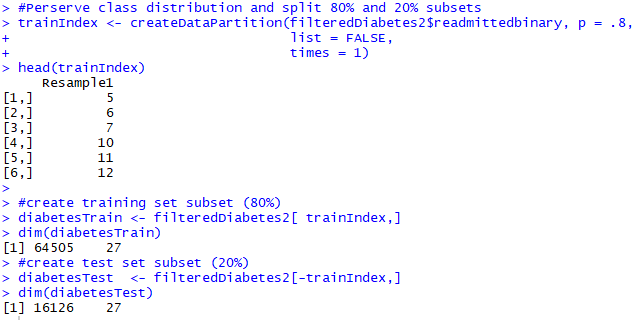 > #Perserve class distribution and split 80% and 20% subsets
> trainIndex <- createDataPartition(filteredDiabetes2$readmittedbinary, p = .8,
+                                   list = FALSE,
+                                   times = 1)
> head(trainIndex)
     Resample1
[1,]         5
[2,]         6
[3,]         7
[4,]        10
[5,]        11
[6,]        12
>
> #create training set subset (80%)
> diabetesTrain <- filteredDiabetes2[ trainIndex,]
> dim(diabetesTrain)
[1] 64505    27
> #create test set subset (20%)
> diabetesTest  <- filteredDiabetes2[-trainIndex,]
> dim(diabetesTest)
[1] 16126    27